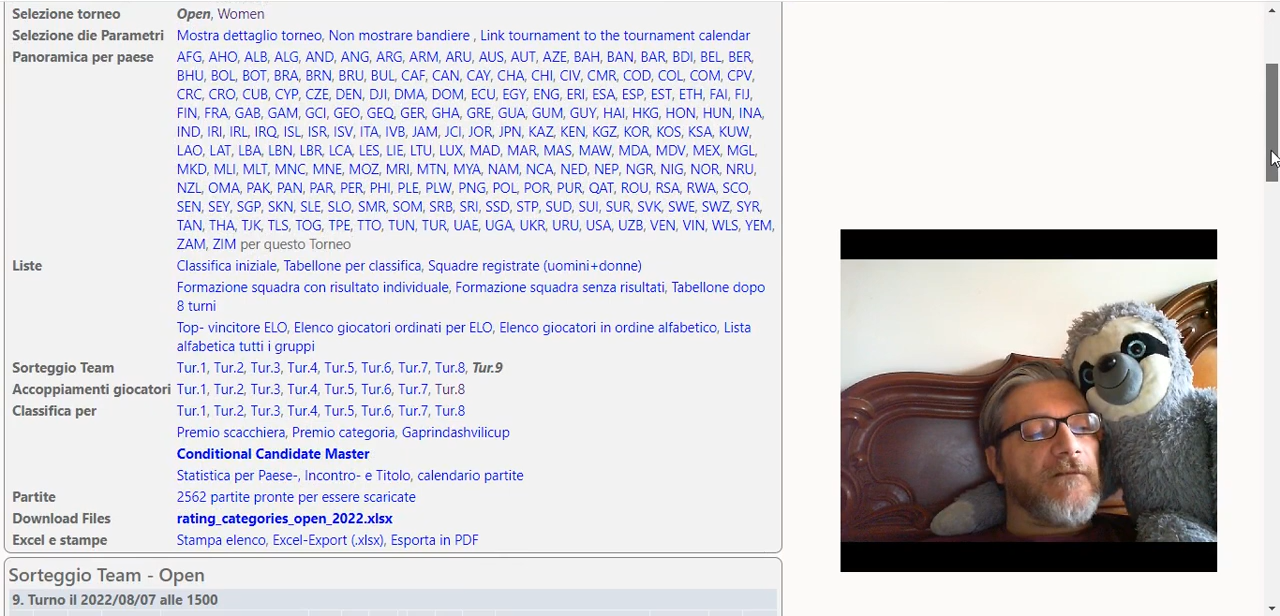 Selezione torneo Open, Women
Selezione die Parametri Mostra dettaglio torneo, Non mostrare bandiere , Link tournament to the tournament calendar
Panoramica per paese AFG, AHO, ALB, ALG, AND, ANG, ARG, ARM, ARU, AUS, AUT, AZE, BAH, BAN, BAR, BDI, BEL, BER,
BHU, BOL, BOT, BRA, BRN, BRU, BUL, CAF, CAN, CAY, CHA, CHI, CIV, CMR, COD, COL, COM, CPV,
CRC, CRO, CUB, CYP, CZE, DEN, DJI, DMA, DOM, ECU, EGY, ENG, ERI, ESA, ESP, EST, ETH, FAI, FIJ,
FIN, FRA, GAB, GAM, GCI, GEO, GEQ, GER, GHA, GRE, GUA, GUM, GUY, HAI, HKG, HON, HUN, INA,
IND, IRI, IRL, IRQ, ISL, ISR, ISV, ITA, IVB, JAM, JCI, JOR, JPN, KAZ, KEN, KGZ, KOR, KOS, KSA, KUW,
LAO, LAT, LBA, LBN, LBR, LCA, LES, LIE, LTU, LUX, MAD, MAR, MAS, MAW, MDA, MDV, MEX, MGL,
MKD, MLI, MLT, MNC, MNE, MOZ, MRI, MTN, MYA, NAM, NCA, NED, NEP, NGR, NIG, NOR, NRU,
NZL, OMA, PAK, PAN, PAR, PER, PHI, PLE, PLW, PNG, POL, POR, PUR, QAT, ROU, RSA, RWA, SCO,
SEN, SEY, SGP, SKN, SLE, SLO, SMR, SOM, SRB, SRI, SSD, STP, SUD, SUI, SUR, SVK, SWE, SWZ, SYR,
TAN, THA, TJK, TLS, TOG, TPE, TTO, TUN, TUR, UAE, UGA, UKR, URU, USA, UZB, VEN, VIN, WLS, YEM,
ZAM, ZIM per questo Torneo
Liste Classifica iniziale, Tabellone per classifica, Squadre registrate (uomini+donne)
Formazione squadra con risultato individuale, Formazione squadra senza risultati, Tabellone dopo
8 turni
Top- vincitore ELO, Elenco giocatori ordinati per ELO, Elenco giocatori in ordine alfabetico, Lista
alfabetica tutti i gruppi
Sorteggio Team Tur.1, Tur.2, Tur.3, Tur.4, Tur.5, Tur.6, Tur.7, Tur.8, Tur.9
Accoppiamenti giocatori Tur.1, Tur.2, Tur.3, Tur.4, Tur.5, Tur.6, Tur.7, Tur.8
Classifica per Tur.1, Tur.2, Tur.3, Tur.4, Tur.5, Tur.6, Tur.7, Tur.8
Premio scacchiera, Premio categoria, Gaprindashvilicup
Conditional Candidate Master
Statistica per Paese-, Incontro- e Titolo, calendario partite
Partite 2562 partite pronte per essere scaricate
Download Files rating_categories_open_2022.xlsx
Excel e stampe Stampa elenco, Excel-Export (.xlsx), Esporta in PDF
Sorteggio Team - Open
9. Turno il 2022/08/07 alle 1500